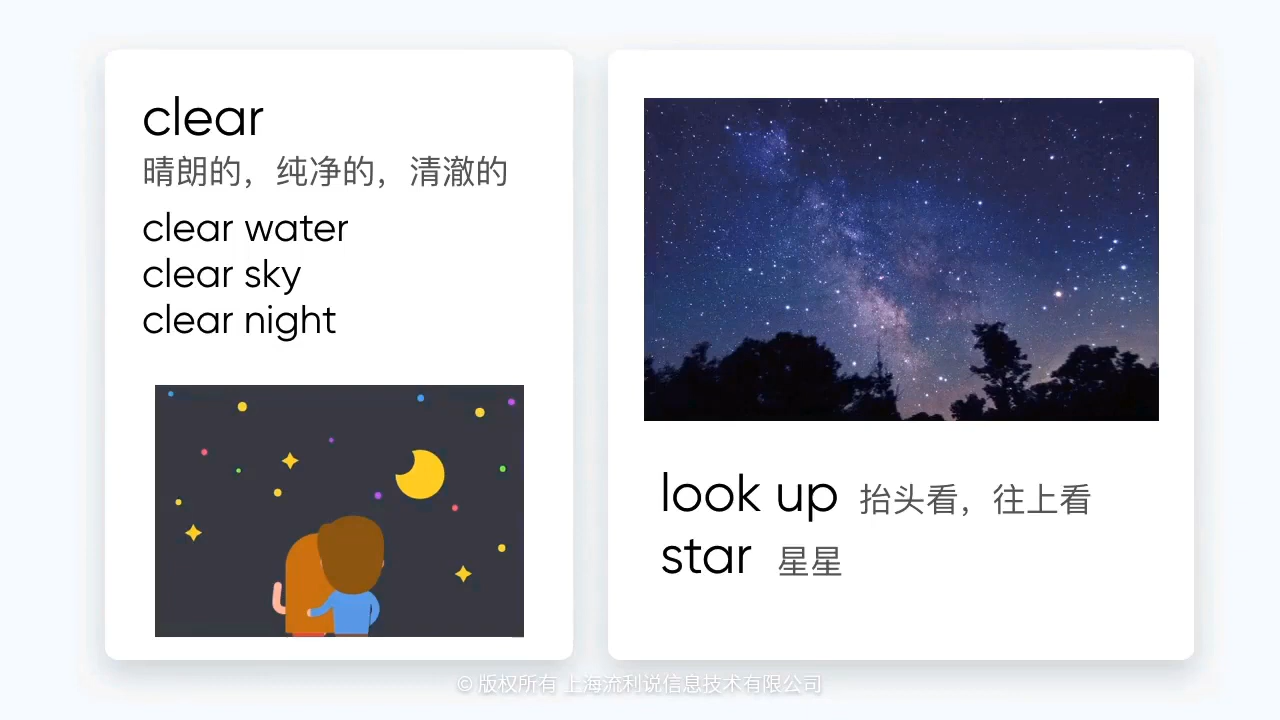 clear
晴朗的，纯净的，清澈的
clear water
clear sky
clear night
look up 抬头看，往上看
star 星星
© 版权所有 上海流利说信息技术有限公司